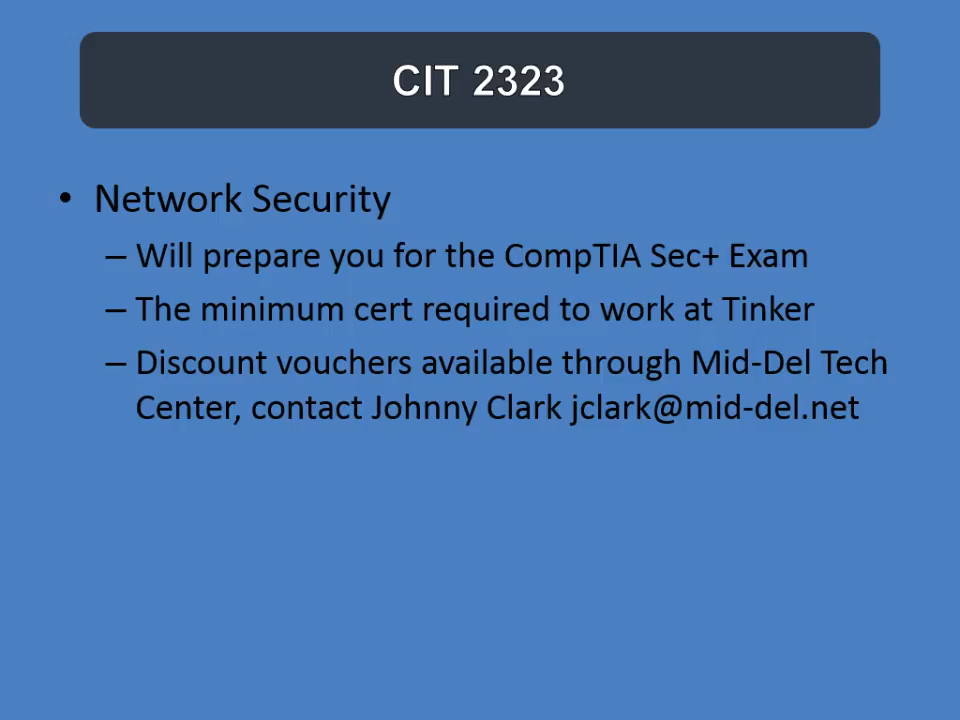 CIT 2323
• Network Security
– Will prepare you for the CompTIA Sec+ Exam
– The minimum cert required to work at Tinker
– Discount vouchers available through Mid-Del Tech
Center, contact Johnny Clark jclark@mid-del.net